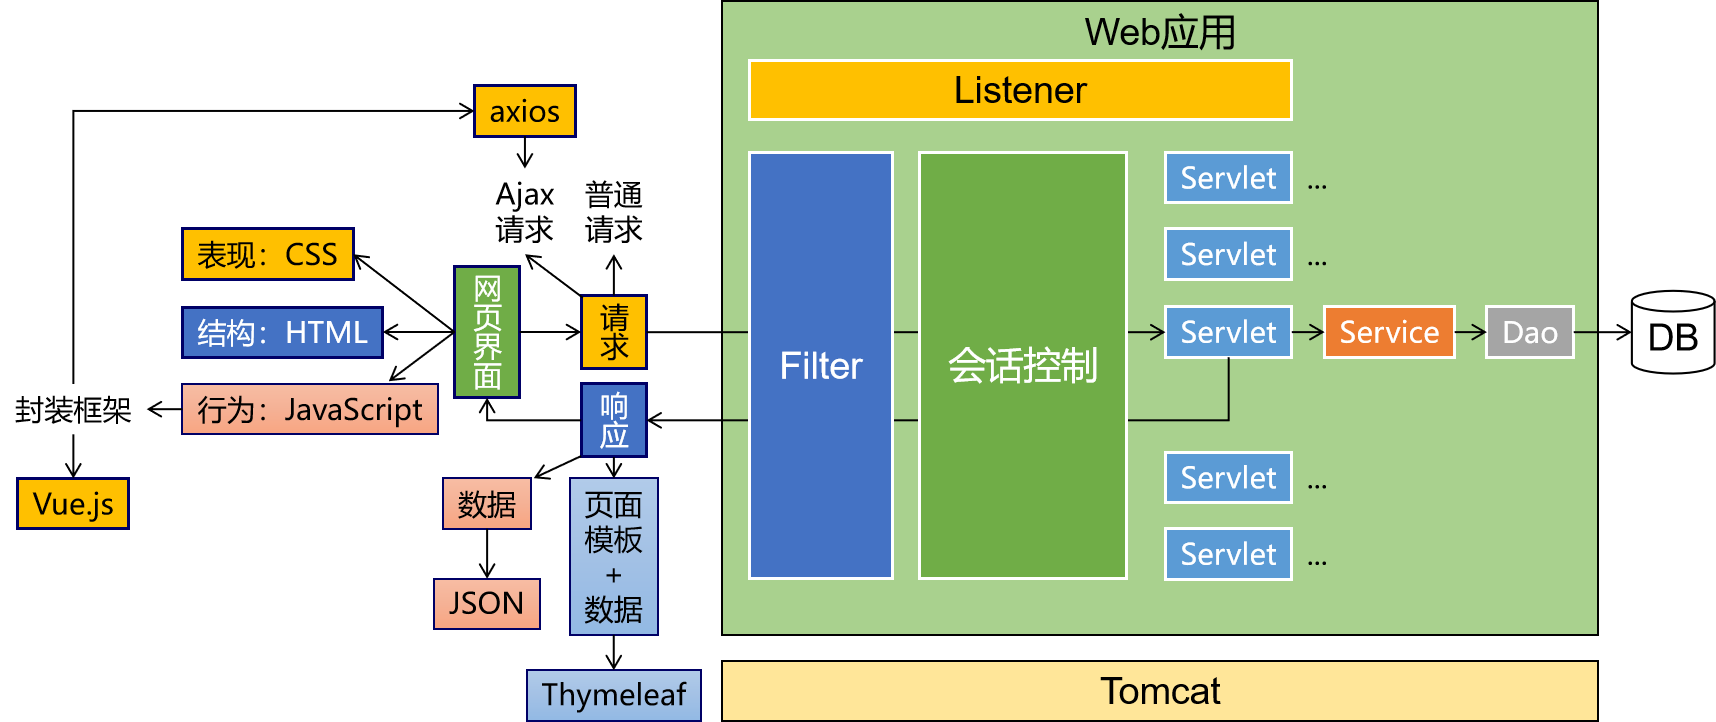 Web应用
Listener
axios
Ajax
请求
普通
请求
表现：CSS
结构：HTML
行为：JavaScript
封装框架
Vue.js
网
页
界
面
请
求
响
应
数据
JSON
页面
模板
+
数据
Thymeleaf
Filter
会话控制
Servlet ...
Servlet ...
Servlet
Service
Dao
DB
Servlet ...
Servlet ...
Tomcat